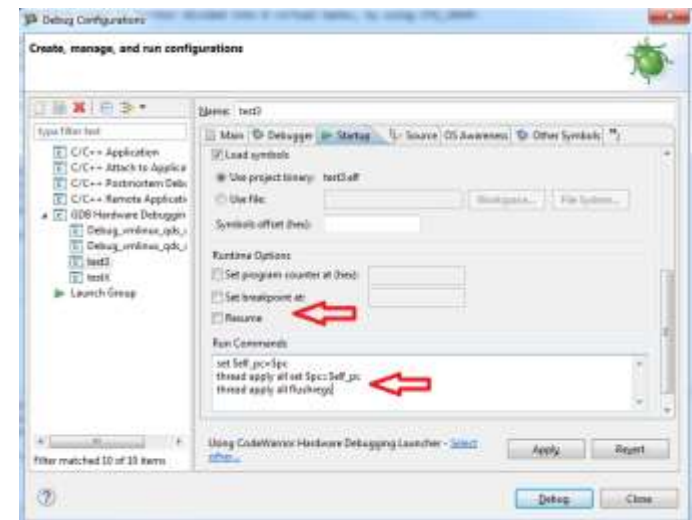 Debug Configurations
Create, manage, and run configurations
Name: test3
type filter text
Main Debugger Startup Source OS Awareness Other Symbols
C/C++ Application
C/C++ Attach to Applica
C/C++ Postmortem Debu
C/C++ Remote Applicati
GDB Hardware Debuggin
Debug_vmlinux_qds_
Debug_vmlinux_qds_
test3
testX
Launch Group
Load symbols
Use project binary: test3.elf
Use file:
Workspace... File System...
Symbols offset (hex):
Runtime Options
Set program counter at (hex):
Set breakpoint at:
Resume
Run Commands
set $elf_pc=$pc
thread apply all set $pc=$elf_pc
thread apply all flushregs
Filter matched 10 of 10 items
Using CodeWarrior Hardware Debugging Launcher - Select
other...
Apply Revert
Debug Close